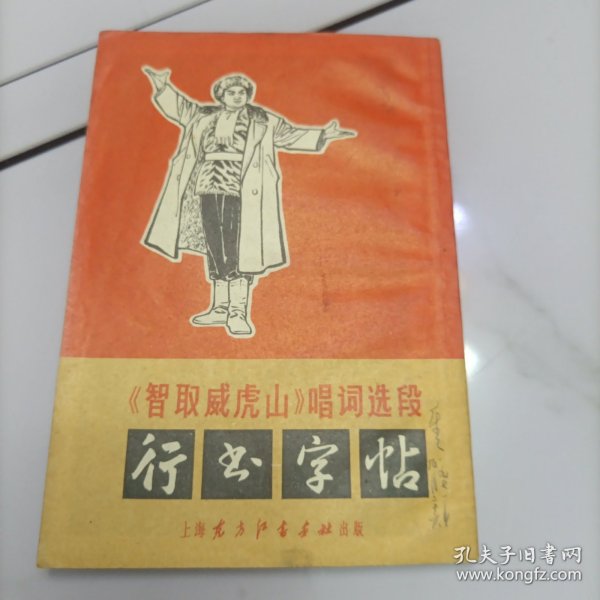 《智取威虎山》唱词选段
行书字帖
上海东方红书画社出版
孔夫子旧书网
www.kongfz.com